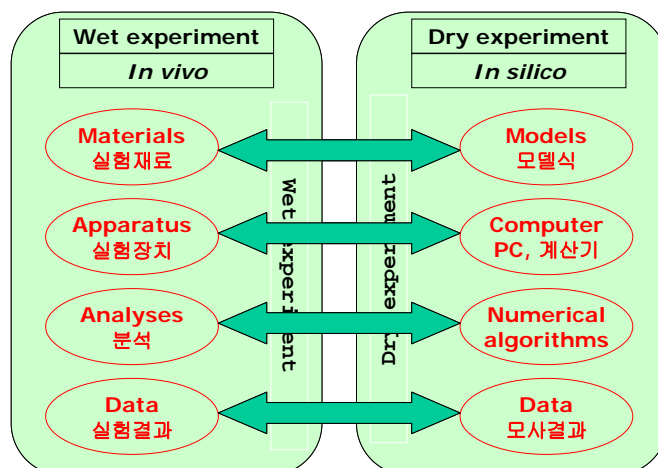 Wet experiment
In vivo
Materials
실험재료
Apparatus
실험장치
Analyses
분석
Data
실험결과
Wet experiment
Dry experiment
Dry experiment
In silico
Models
모델식
Computer
PC, 계산기
Numerical
algorithms
Data
모사결과